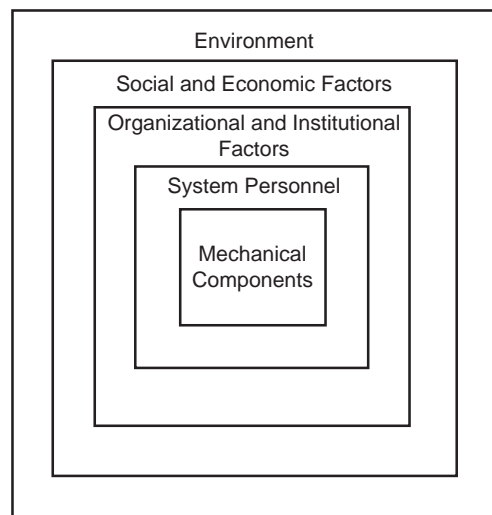 Environment
Social and Economic Factors
Organizational and Institutional
Factors
System Personnel
Mechanical
Components